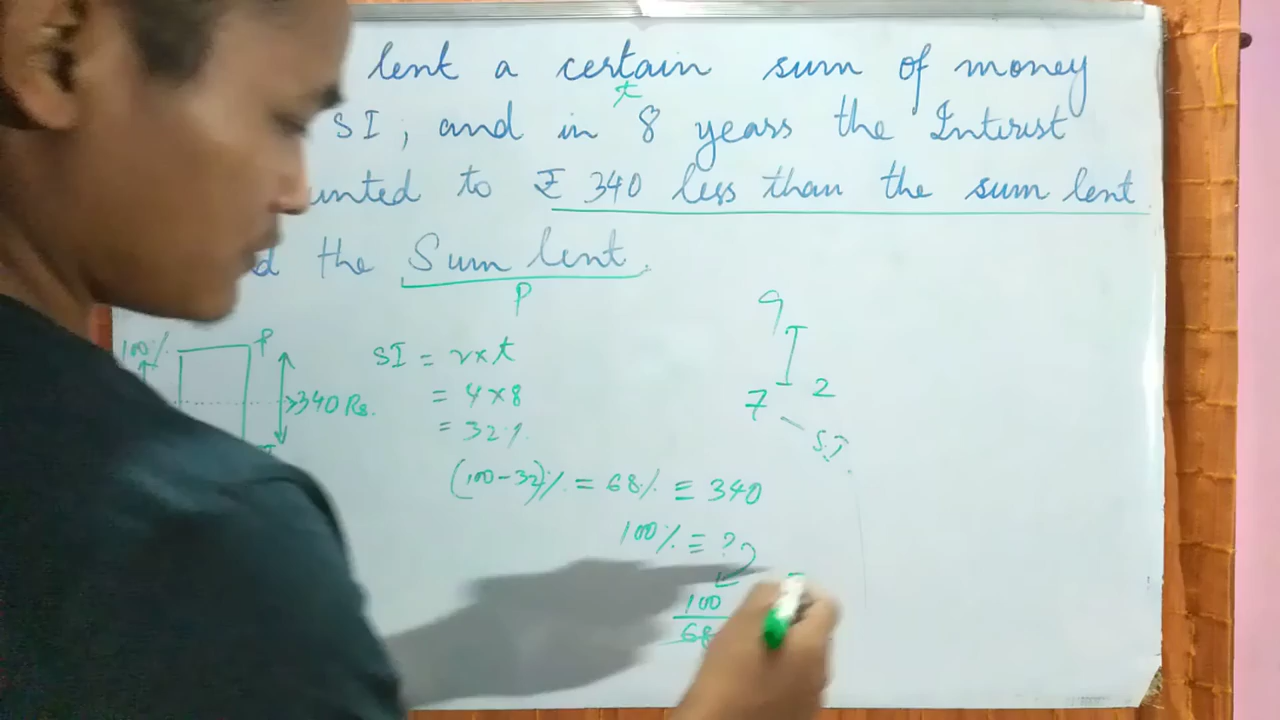 lent a certain sum of money
t
SI, and in 8 years the Interest
unted to ₹ 340 less than the sum lent
d the Sum lent.
P
100% P
340 Rs.
SI = r×t
= 4×8
= 32%
(100-32)% = 68% ≡ 340
100% ≡ ?
100
68
9
7 2
S.I